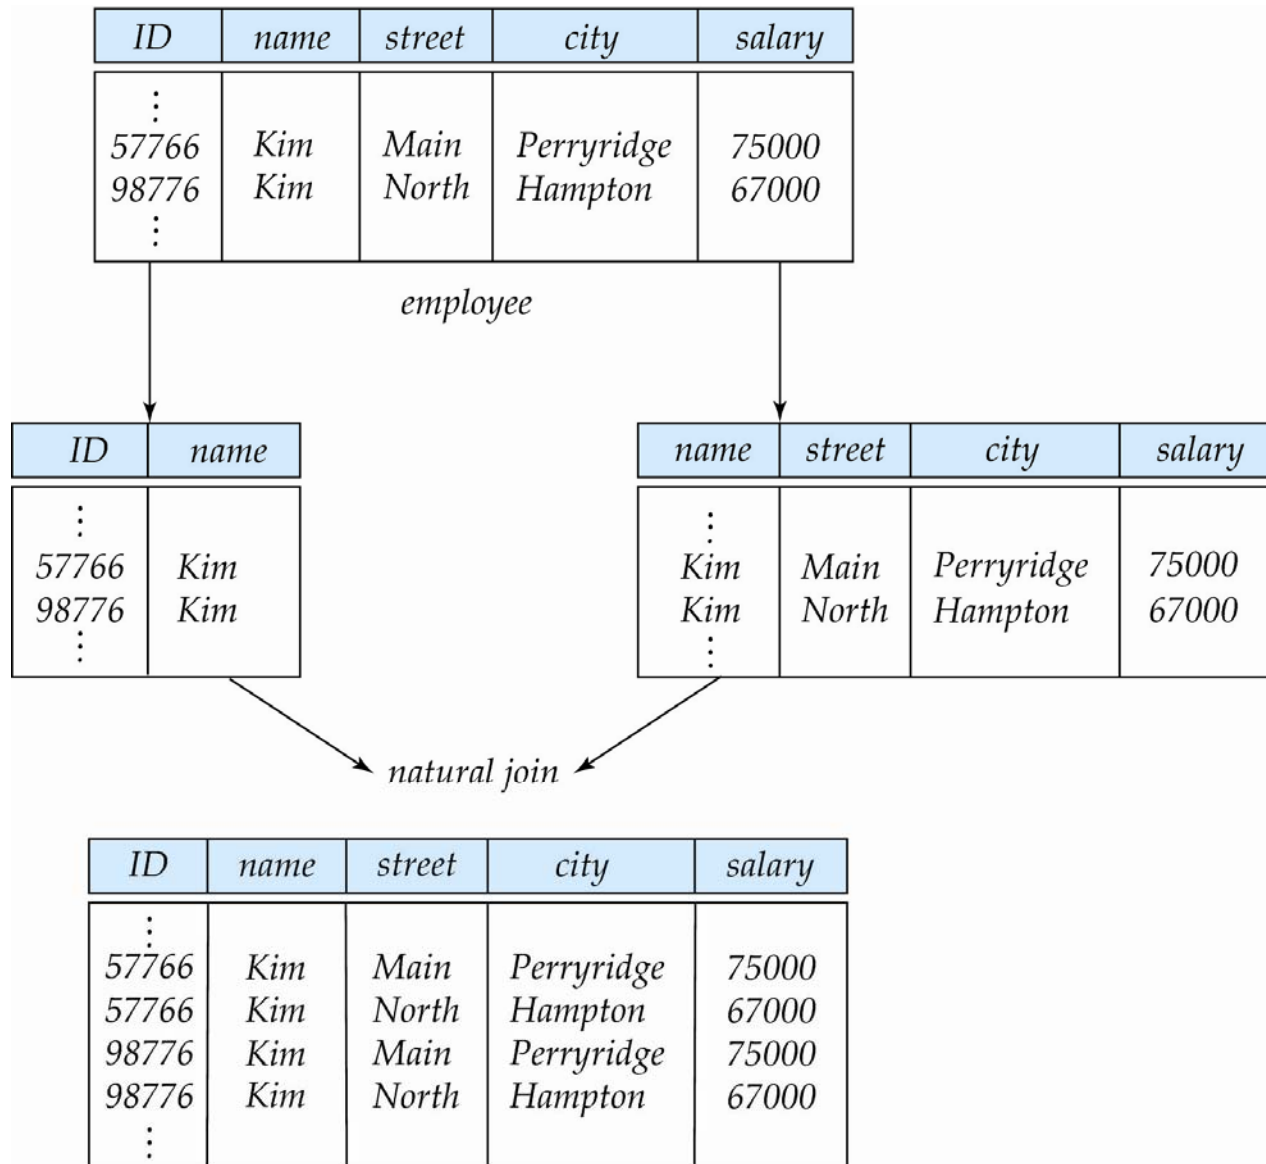 ID name street city salary
⋮
57766 Kim Main Perryridge 75000
98776 Kim North Hampton 67000
⋮
employee
ID name
⋮
57766 Kim
98776 Kim
⋮
name street city salary
⋮
Kim Main Perryridge 75000
Kim North Hampton 67000
⋮
natural join
ID name street city salary
⋮
57766 Kim Main Perryridge 75000
57766 Kim North Hampton 67000
98776 Kim Main Perryridge 75000
98776 Kim North Hampton 67000
⋮